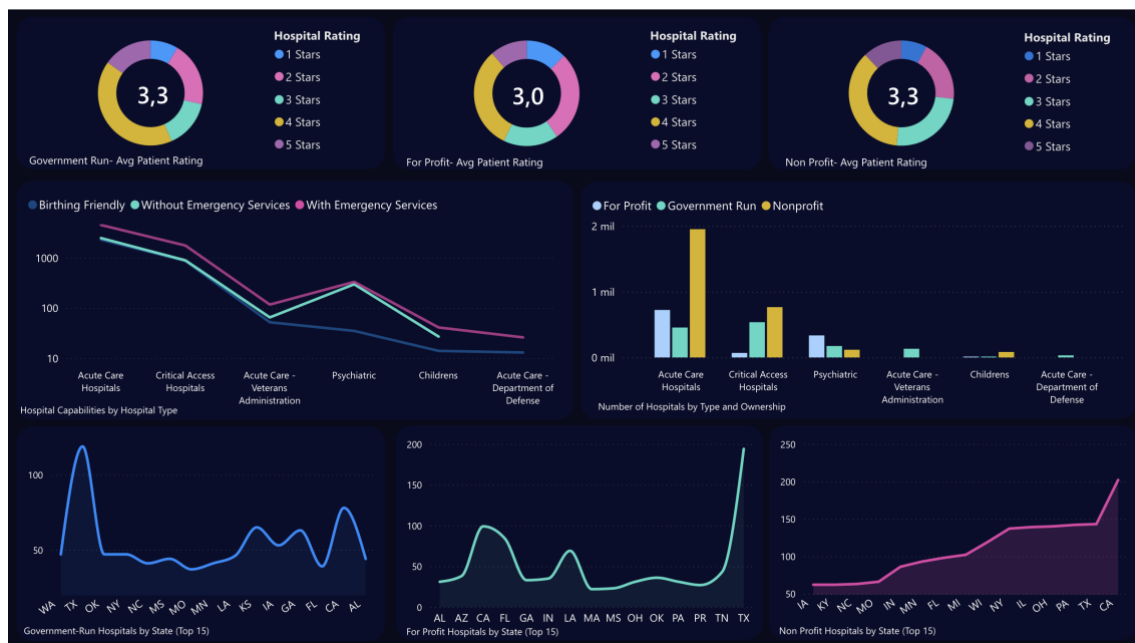 Hospital Rating
1 Stars
2 Stars
3 Stars
4 Stars
5 Stars
3,3
Government Run- Avg Patient Rating
Hospital Rating
1 Stars
2 Stars
3 Stars
4 Stars
5 Stars
3,0
For Profit- Avg Patient Rating
Hospital Rating
1 Stars
2 Stars
3 Stars
4 Stars
5 Stars
3,3
Non Profit- Avg Patient Rating
Birthing Friendly Without Emergency Services With Emergency Services
1000
100
10
Acute Care Hospitals
Critical Access Hospitals
Acute Care - Veterans Administration
Psychiatric
Childrens
Acute Care - Department of Defense
Hospital Capabilities by Hospital Type
For Profit Government Run Nonprofit
2 mil
1 mil
0 mil
Acute Care Hospitals
Critical Access Hospitals
Psychiatric
Acute Care - Veterans Administration
Childrens
Acute Care - Department of Defense
Number of Hospitals by Type and Ownership
100
50
WA TX OK NY NC MS MO MN LA KS IA GA FL CA AL
Government-Run Hospitals by State (Top 15)
200
150
100
50
0
AL AZ CA FL GA IN LA MA MS OH OK PA PR TN TX
For Profit Hospitals by State (Top 15)
250
200
150
100
50
IA KY NC MO IN MN FL MI WI NY IL OH PA TX CA
Non Profit Hospitals by State (Top 15)